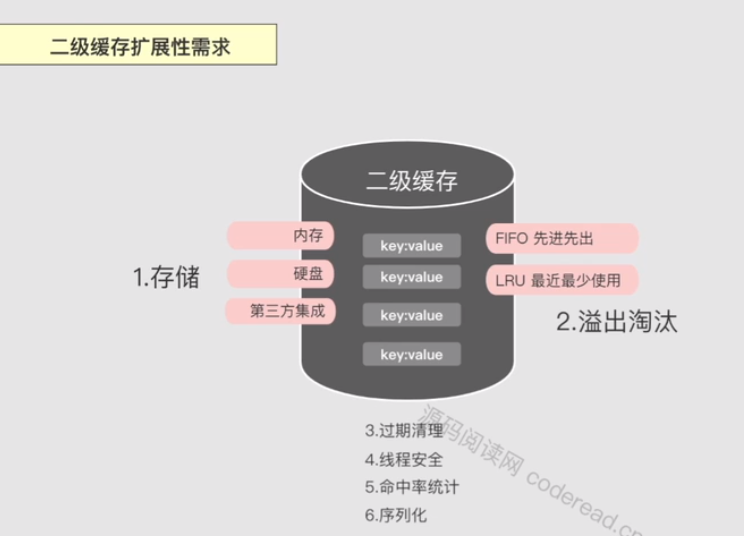 二级缓存扩展性需求
二级缓存
1.存储
内存
硬盘
第三方集成
key:value
key:value
key:value
key:value
FIFO 先进先出
LRU 最近最少使用
2.溢出淘汰
3.过期清理
4.线程安全
5.命中率统计
6.序列化
源码阅读网 coderead.cn